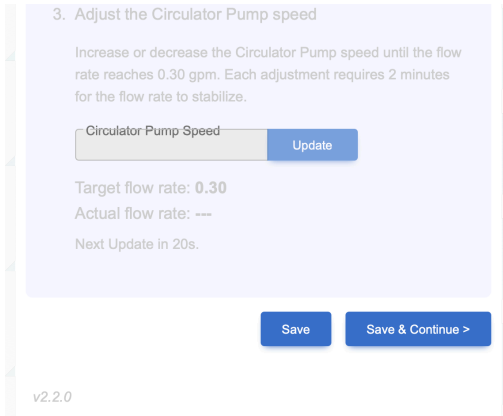 3. Adjust the Circulator Pump speed
Increase or decrease the Circulator Pump speed until the flow
rate reaches 0.30 gpm. Each adjustment requires 2 minutes
for the flow rate to stabilize.
Circulator Pump Speed
Update
Target flow rate: 0.30
Actual flow rate: ---
Next Update in 20s.
Save
Save & Continue >
v2.2.0